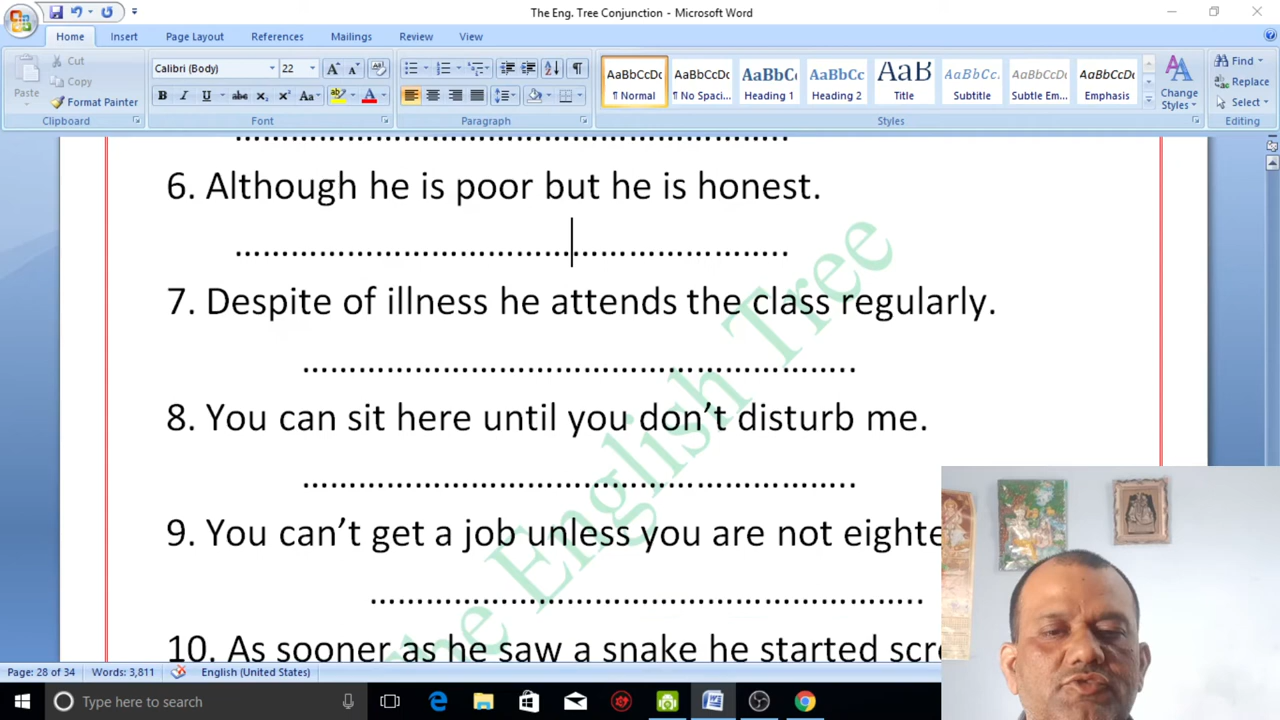 The Eng. Tree Conjunction - Microsoft Word
Home Insert Page Layout References Mailings Review View
Paste
Cut
Copy
Format Painter
Clipboard
Calibri (Body) 22
Font
Paragraph
AaBbCcDc AaBbCcDc AaBbCc AaBbCc AaB AaBbCc. AaBbCcDc AaBbCcDc
¶ Normal ¶ No Spaci... Heading 1 Heading 2 Title Subtitle Subtle Em... Emphasis
Change Styles
Styles
Find
Replace
Select
Editing
6. Although he is poor but he is honest.
7. Despite of illness he attends the class regularly.
8. You can sit here until you don’t disturb me.
9. You can’t get a job unless you are not eighte
10. As sooner as he saw a snake he started scre
The English Tree
Page: 28 of 34 Words: 3,811 English (United States)
Type here to search